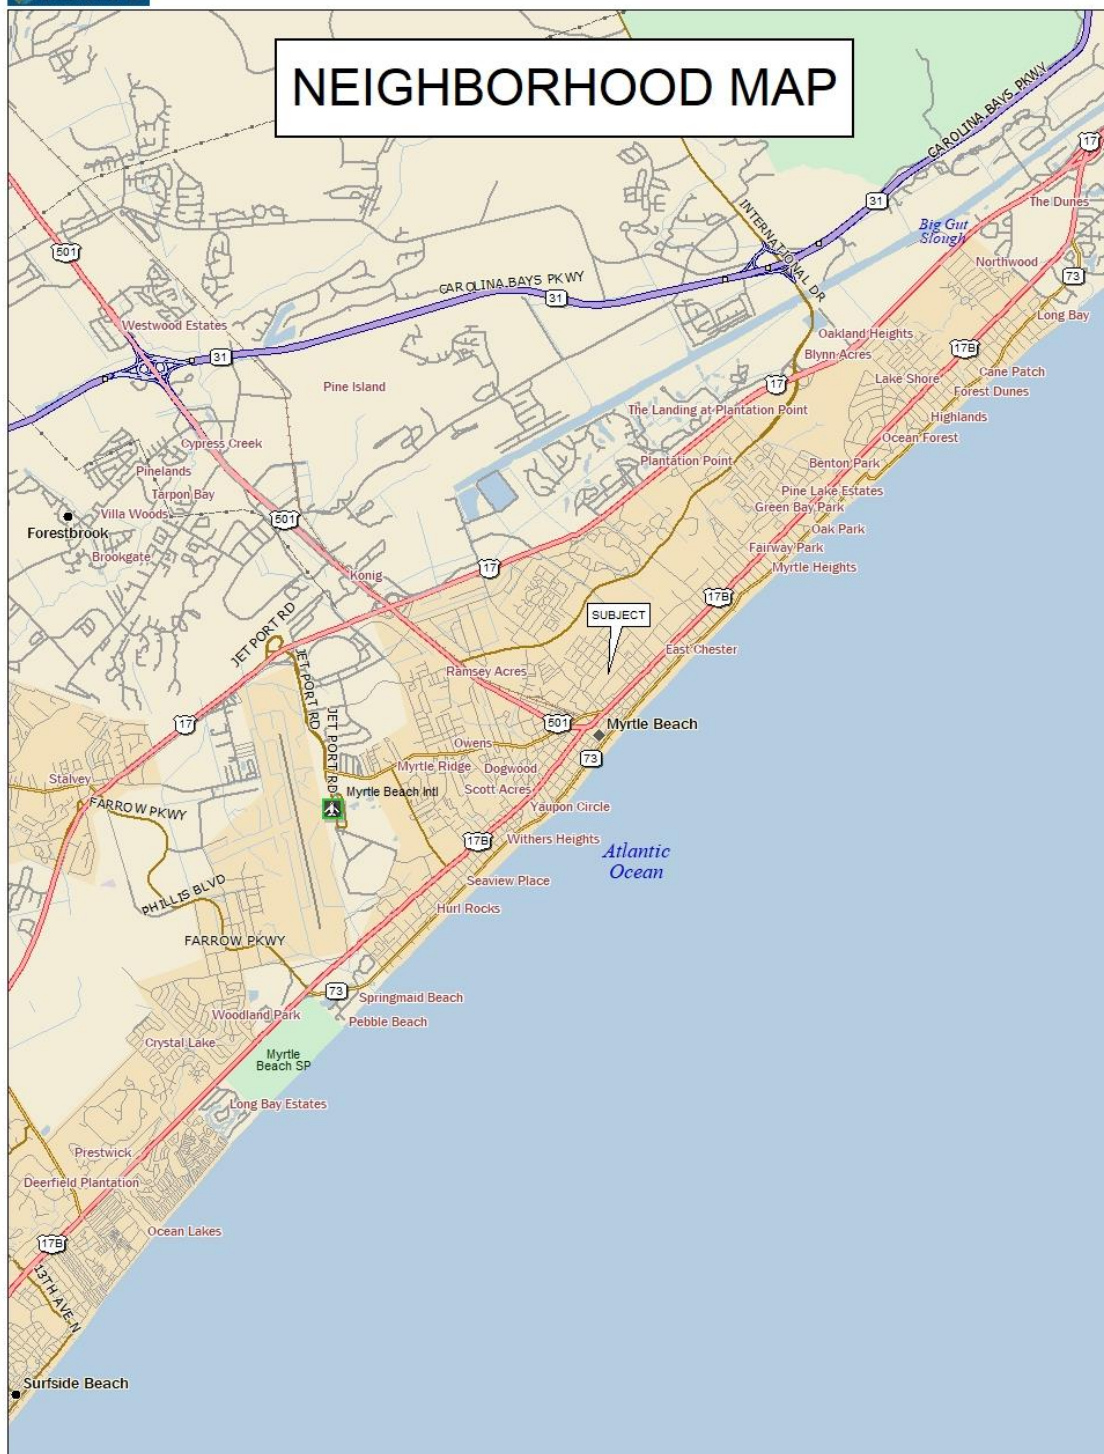 NEIGHBORHOOD MAP
CAROLINA BAYS PKWY
17
31
The Dunes
INTERNATIONAL DR
Big Gut
Slough
501
Northwood
73
CAROLINA BAYS PKWY
31
Long Bay
Westwood Estates
Oakland Heights
17B
31
Blynn Acres
Cane Patch
Pine Island
17
Lake Shore
Forest Dunes
The Landing at Plantation Point
Highlands
Cypress Creek
Ocean Forest
Plantation Point
Benton Park
Pinelands
Tarpon Bay
Pine Lake Estates
Villa Woods
Green Bay Park
501
Forestbrook
Oak Park
Brookgate
Fairway Park
17
Myrtle Heights
Konig
17B
SUBJECT
JET PORT RD
East Chester
JET PORT RD
Ramsey Acres
17
501
Myrtle Beach
JET PORT RD
Owens
73
Myrtle Ridge
Dogwood
Stalvey
Scott Acres
Myrtle Beach Intl
FARROW PKWY
Yaupon Circle
17B
Withers Heights
Atlantic
Ocean
Seaview Place
PHILLIS BLVD
Hurl Rocks
FARROW PKWY
73
Springmaid Beach
Woodland Park
Pebble Beach
Crystal Lake
Myrtle
Beach SP
Long Bay Estates
Prestwick
Deerfield Plantation
Ocean Lakes
17B
13TH AVE N
Surfside Beach